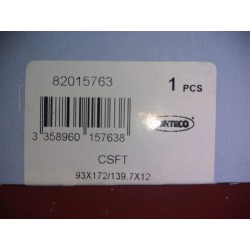 82015763
1 PCS
CORTECO
3 358960 157638
CSFT
93X172/139,7X12